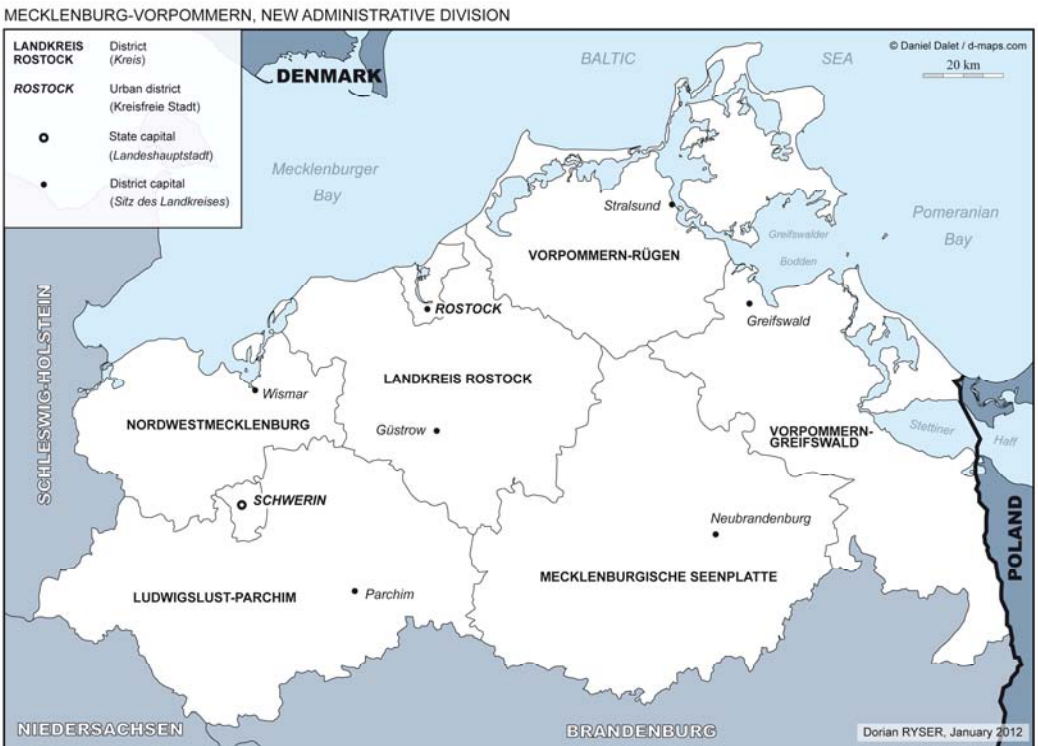 MECKLENBURG-VORPOMMERN, NEW ADMINISTRATIVE DIVISION
LANDKREIS
ROSTOCK
District
(Kreis)
ROSTOCK
Urban district
(Kreisfreie Stadt)
State capital
(Landeshauptstadt)
District capital
(Sitz des Landkreises)
DENMARK
BALTIC SEA
© Daniel Dalet / d-maps.com
20 km
Mecklenburger
Bay
Stralsund
Pomeranian
Bay
Greifswalder
Bodden
VORPOMMERN-RÜGEN
SCHLESWIG-HOLSTEIN
ROSTOCK
Greifswald
LANDKREIS ROSTOCK
Wismar
NORDWESTMECKLENBURG
Güstrow
VORPOMMERN-
GREIFSWALD
Stettiner Haff
SCHWERIN
Neubrandenburg
POLAND
MECKLENBURGISCHE SEENPLATTE
LUDWIGSLUST-PARCHIM
Parchim
NIEDERSACHSEN
BRANDENBURG
Dorian RYSER, January 2012